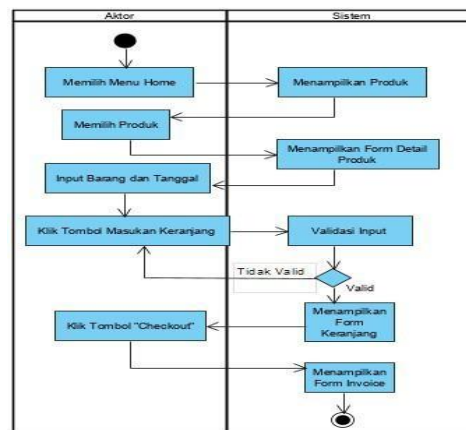 Aktor
Sistem
Memilih Menu Home
Menampilkan Produk
Memilih Produk
Menampilkan Form Detail
Produk
Input Barang dan Tanggal
Klik Tombol Masukan Keranjang
Validasi Input
Tidak Valid
Valid
Menampilkan
Form
Keranjang
Klik Tombol "Checkout"
Menampilkan
Form Invoice